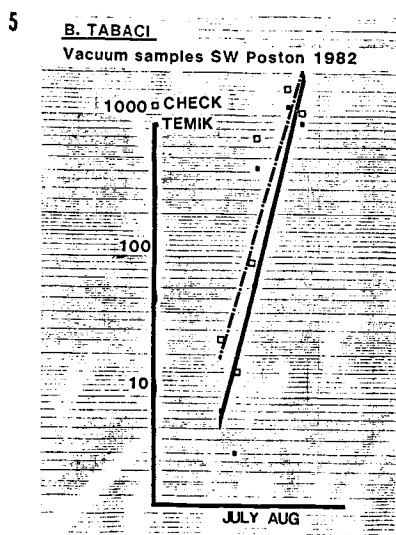 5
B. TABACI
Vacuum samples SW Poston 1982
1000 □ CHECK
▪ TEMIK
100
10
JULY AUG